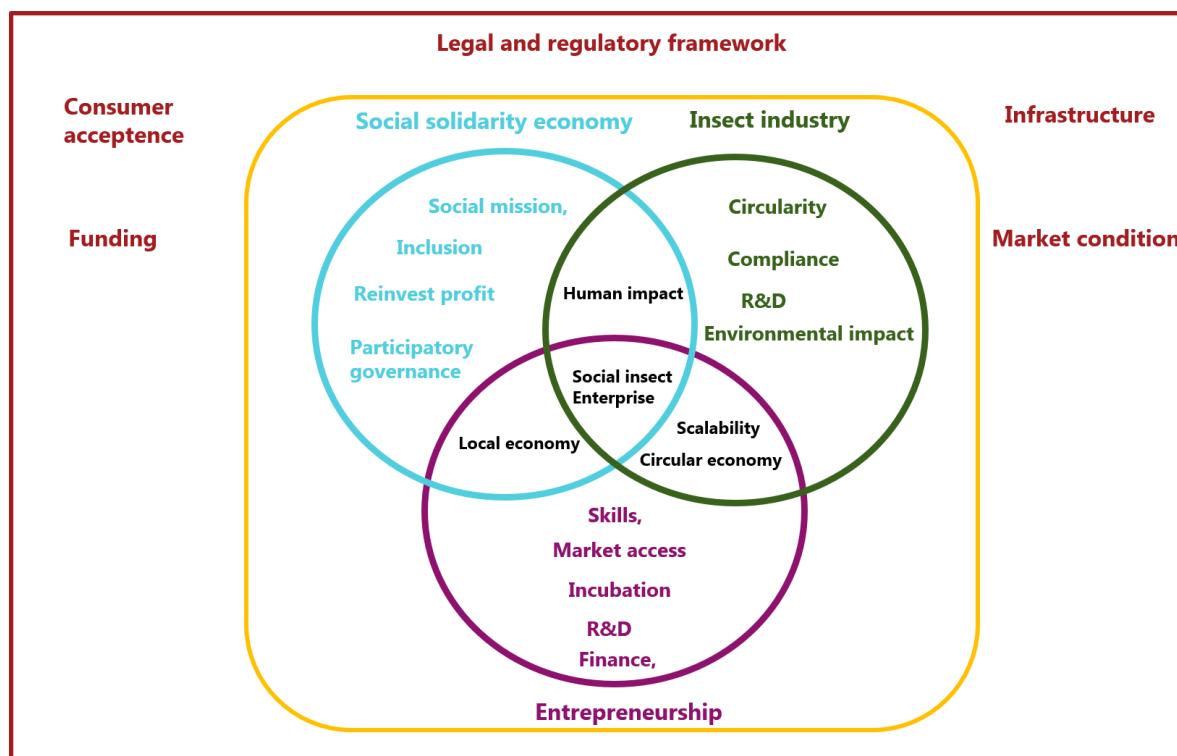 Legal and regulatory framework
Consumer
acceptence
Infrastructure
Social solidarity economy
Insect industry
Funding
Market condition
Social mission,
Inclusion
Reinvest profit
Participatory
governance
Circularity
Compliance
R&D
Environmental impact
Human impact
Social insect
Enterprise
Local economy
Scalability
Circular economy
Skills,
Market access
Incubation
R&D
Finance,
Entrepreneurship